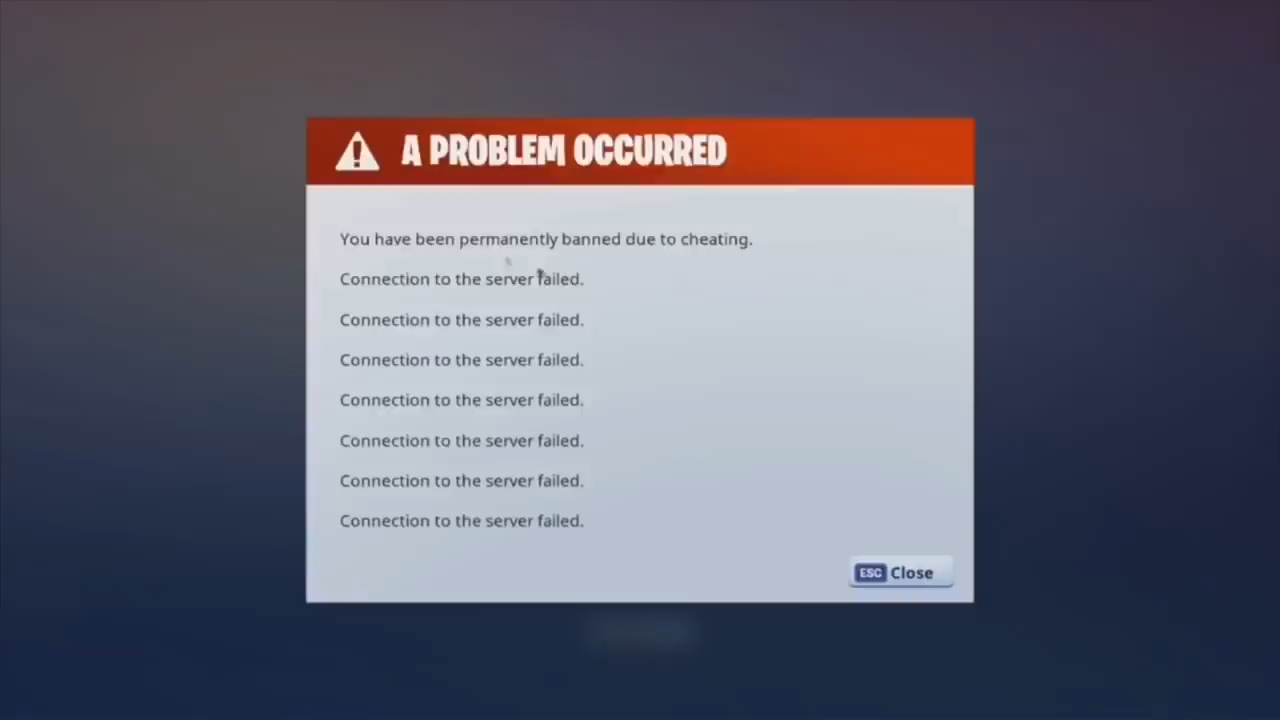 A PROBLEM OCCURRED
You have been permanently banned due to cheating.
Connection to the server failed.
Connection to the server failed.
Connection to the server failed.
Connection to the server failed.
Connection to the server failed.
Connection to the server failed.
Connection to the server failed.
ESC Close